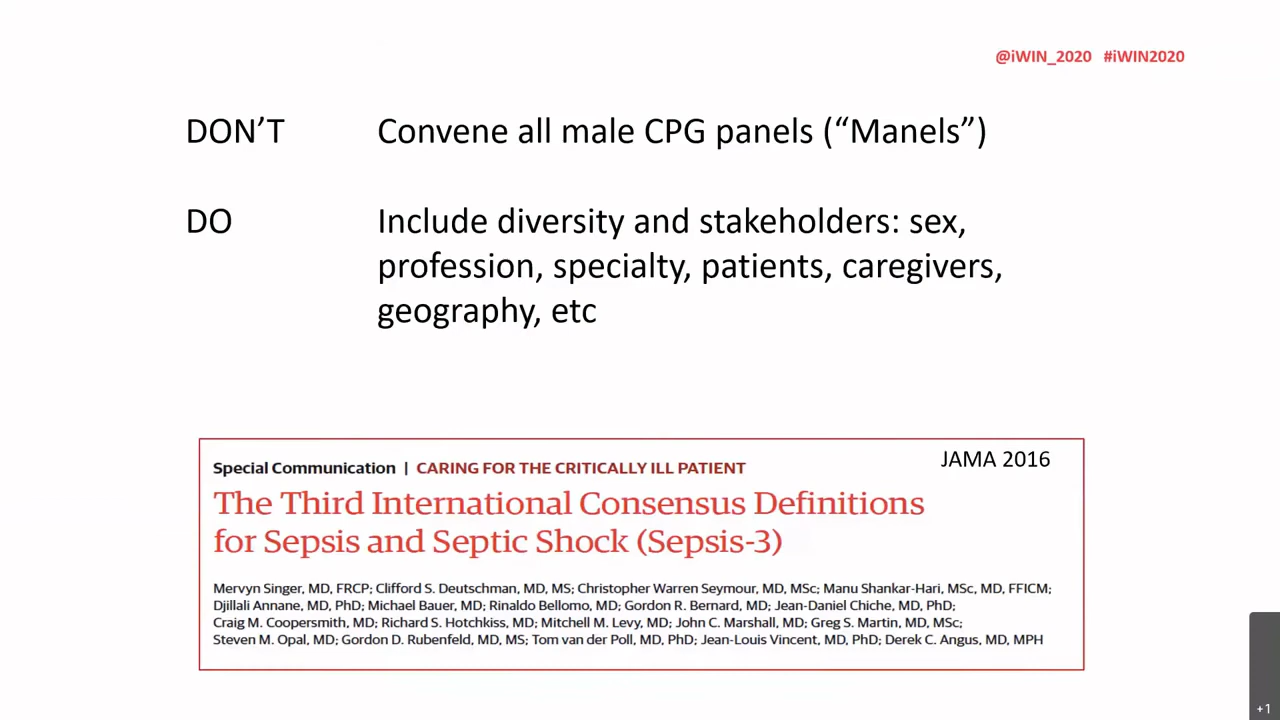 @iWIN_2020 #iWIN2020
DON’T Convene all male CPG panels (“Manels”)
DO Include diversity and stakeholders: sex,
profession, specialty, patients, caregivers,
geography, etc
Special Communication | CARING FOR THE CRITICALLY ILL PATIENT JAMA 2016
The Third International Consensus Definitions
for Sepsis and Septic Shock (Sepsis-3)
Mervyn Singer, MD, FRCP; Clifford S. Deutschman, MD, MS; Christopher Warren Seymour, MD, MSc; Manu Shankar-Hari, MSc, MD, FFICM;
Djillali Annane, MD, PhD; Michael Bauer, MD; Rinaldo Bellomo, MD; Gordon R. Bernard, MD; Jean-Daniel Chiche, MD, PhD;
Craig M. Coopersmith, MD; Richard S. Hotchkiss, MD; Mitchell M. Levy, MD; John C. Marshall, MD; Greg S. Martin, MD, MSc;
Steven M. Opal, MD; Gordon D. Rubenfeld, MD, MS; Tom van der Poll, MD, PhD; Jean-Louis Vincent, MD, PhD; Derek C. Angus, MD, MPH
+1